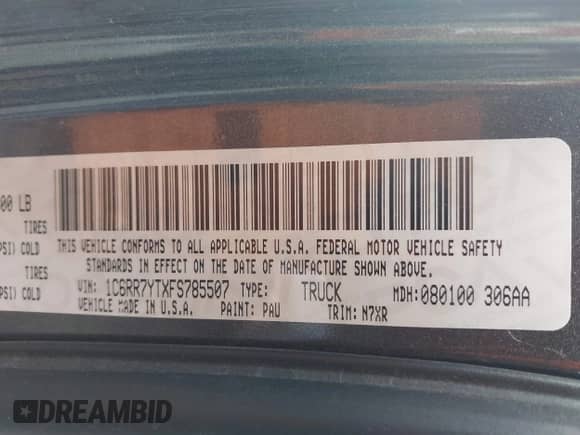 00 LB
TIRES
PSI) COLD
TIRES
PSI) COLD
THIS VEHICLE CONFORMS TO ALL APPLICABLE U.S.A. FEDERAL MOTOR VEHICLE SAFETY
STANDARDS IN EFFECT ON THE DATE OF MANUFACTURE SHOWN ABOVE.
VIN: 1C6RR7YTXFS785507 TYPE: TRUCK MDH:080100 306AA
VEHICLE MADE IN U.S.A. PAINT: PAU TRIM: N7XR
DREAMBID